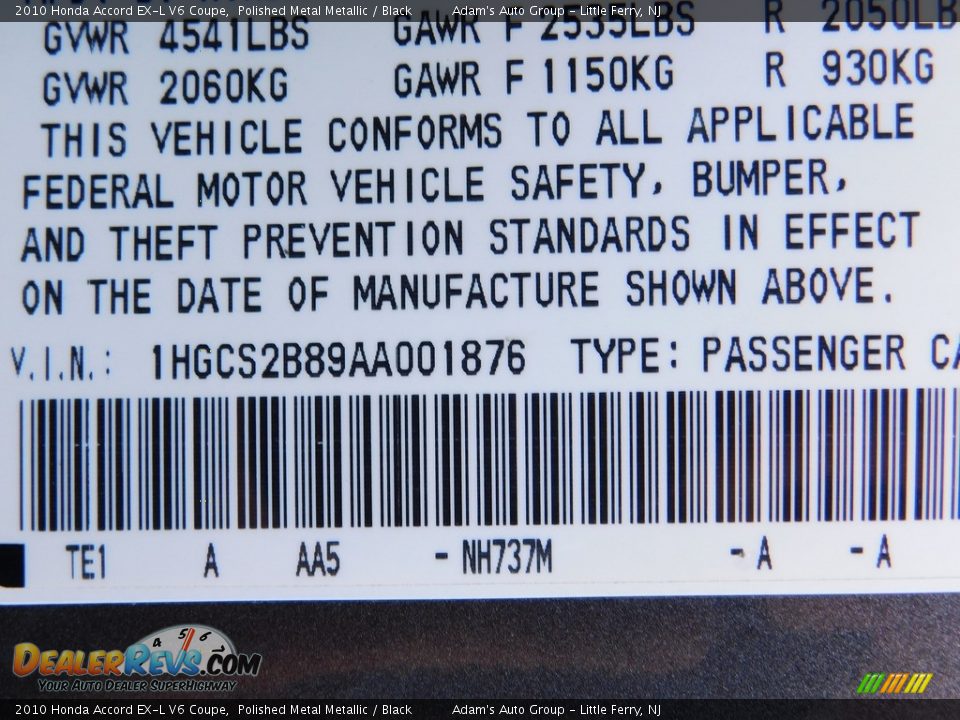 2010 Honda Accord EX-L V6 Coupe, Polished Metal Metallic / Black Adam's Auto Group - Little Ferry, NJ
GVWR 4541LBS GAWR F 2535LBS R 2050LB
GVWR 2060KG GAWR F 1150KG R 930KG
THIS VEHICLE CONFORMS TO ALL APPLICABLE
FEDERAL MOTOR VEHICLE SAFETY, BUMPER,
AND THEFT PREVENTION STANDARDS IN EFFECT
ON THE DATE OF MANUFACTURE SHOWN ABOVE.
V.I.N.: 1HGCS2B89AA001876 TYPE: PASSENGER CA
TE1 A AA5 - NH737M - A - A
4 5 6
DEALERREVS.COM
YOUR AUTO DEALER SUPERHIGHWAY
2010 Honda Accord EX-L V6 Coupe, Polished Metal Metallic / Black Adam's Auto Group - Little Ferry, NJ